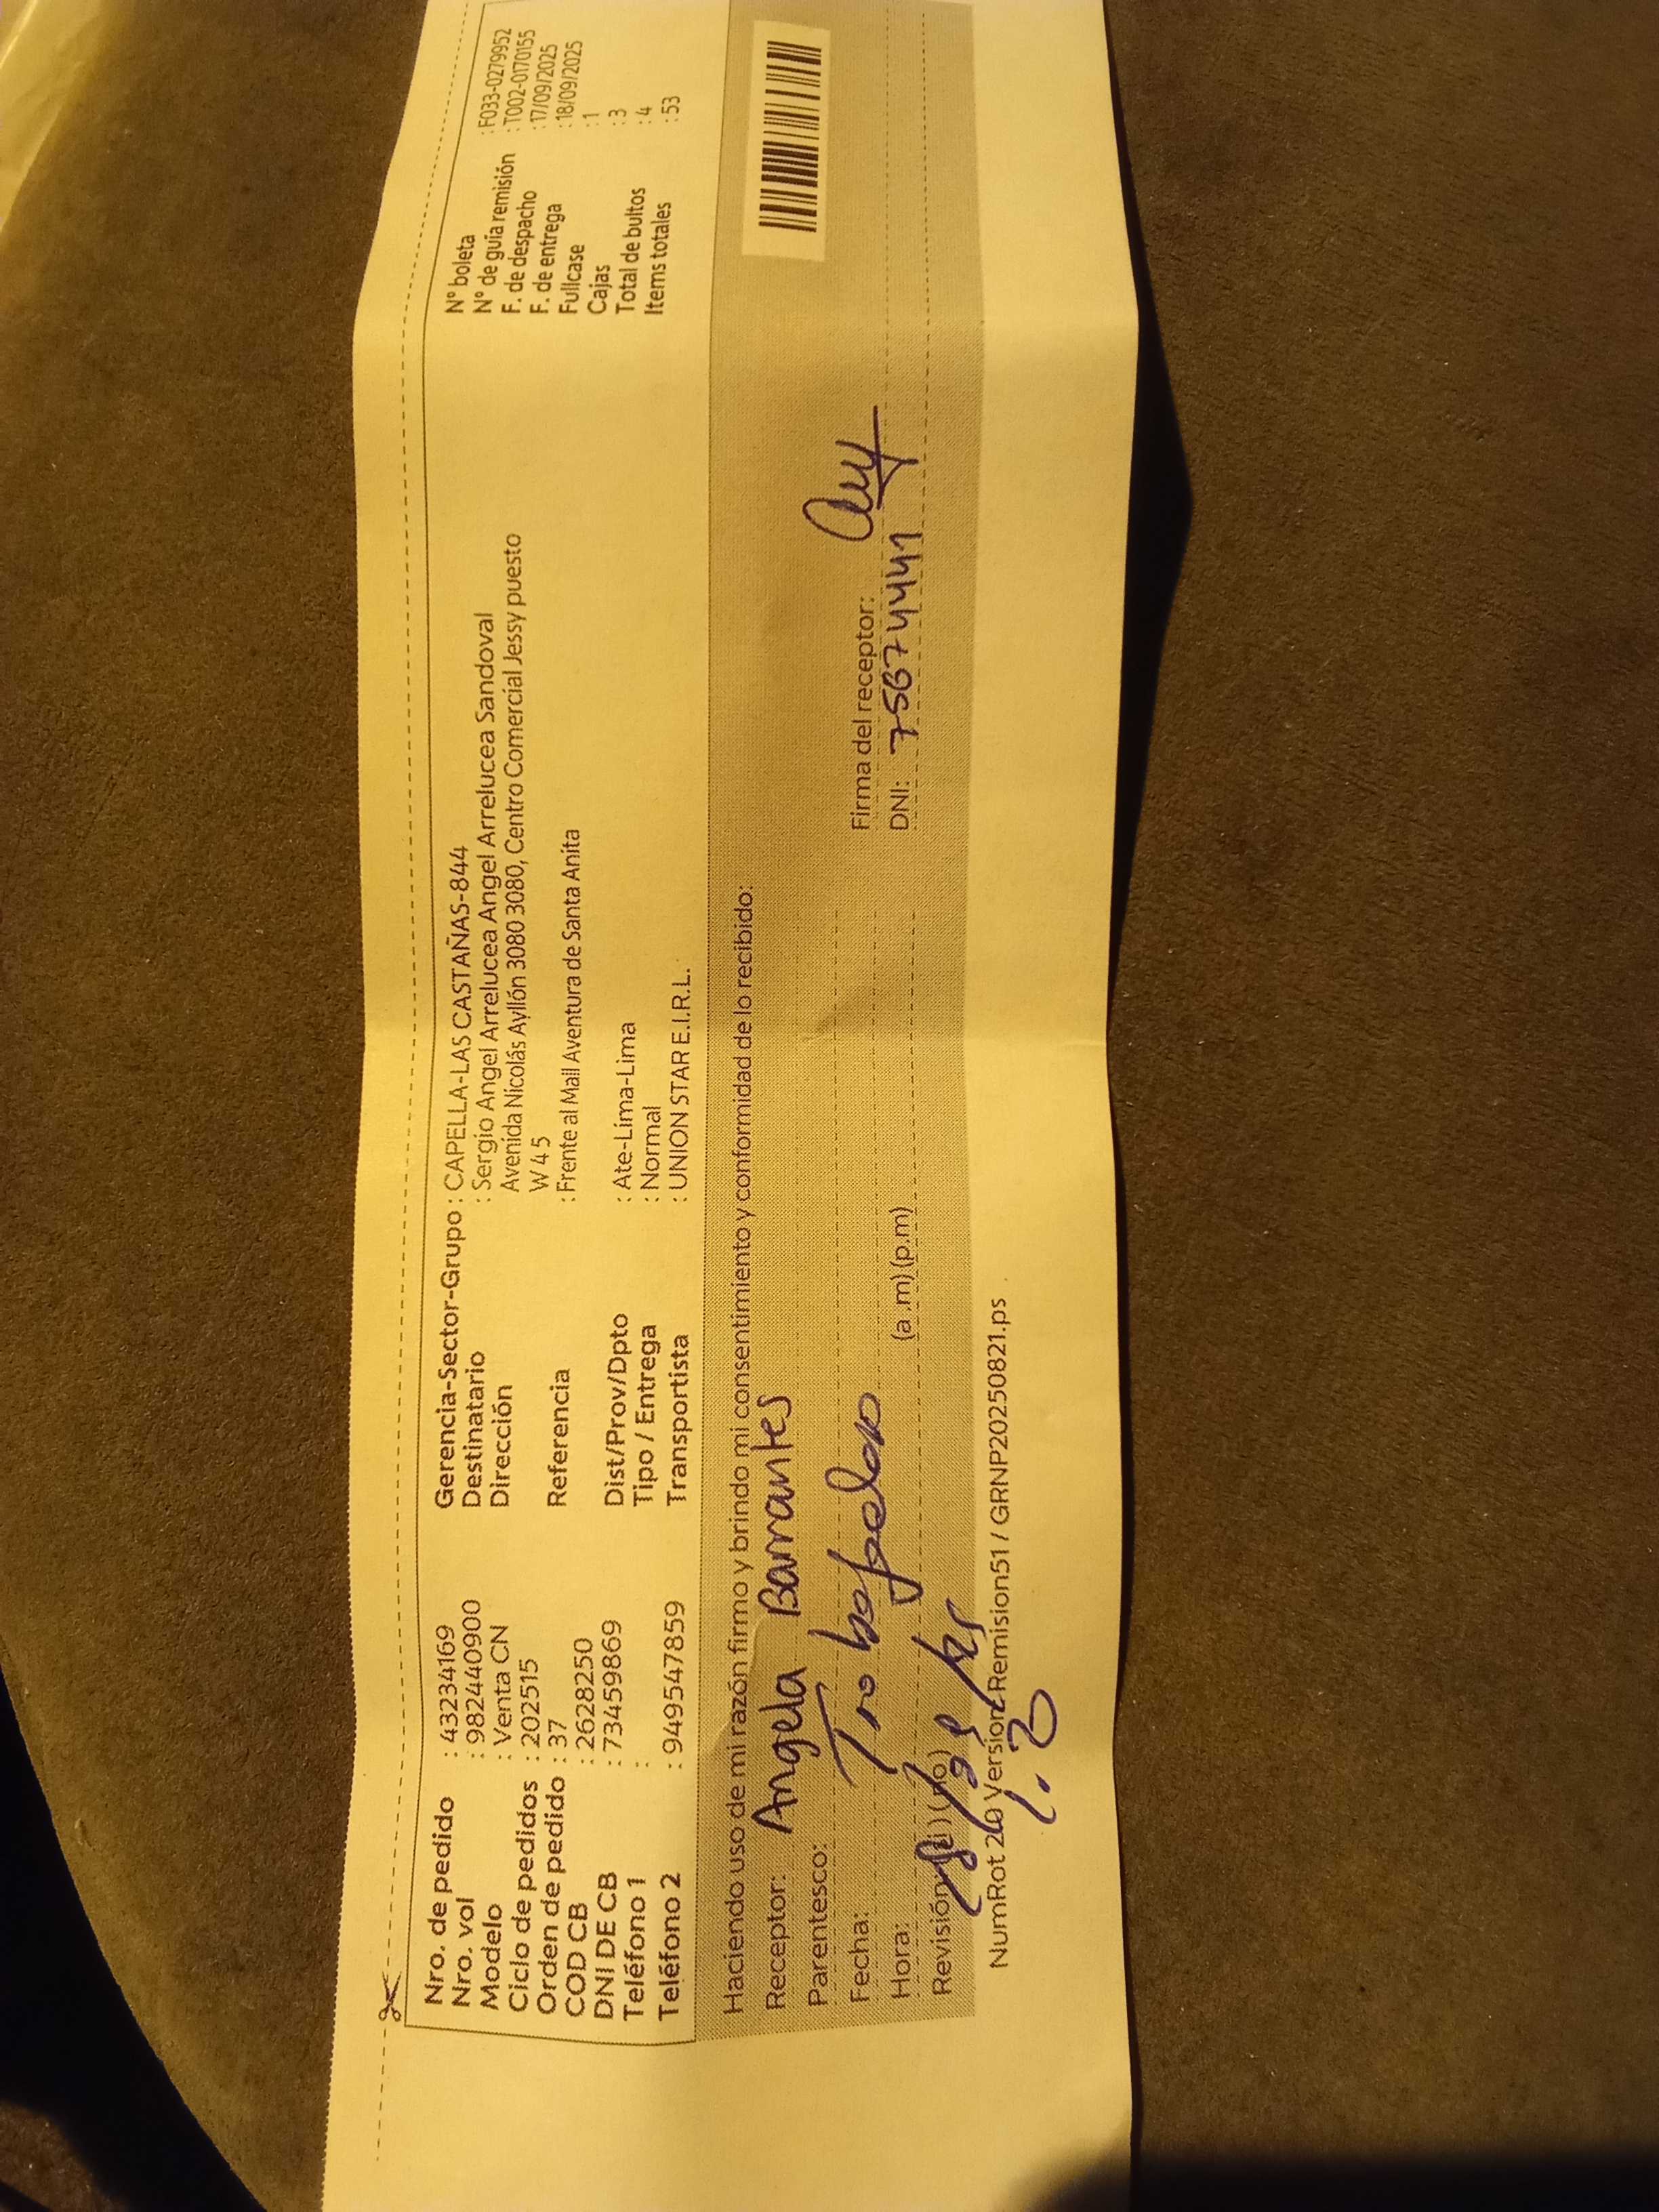 Nro. de pedido : 43234169
Nro. vol : 982440900
Modelo : Venta CN
Ciclo de pedidos : 202515
Orden de pedido : 37
COD CB : 2628250
DNI DE CB : 73459869
Teléfono 1 :
Teléfono 2 : 949547859
Gerencia-Sector-Grupo : CAPELLA-LAS CASTAÑAS-844
Destinatario : Sergio Angel Arrelucea Angel Arrelucea Sandoval
Dirección Avenida Nicolás Ayllón 3080 3080, Centro Comercial Jessy puesto
W 4 5
Referencia : Frente al Mall Aventura de Santa Anita
Dist/Prov/Dpto : Ate-Lima-Lima
Tipo / Entrega : Normal
Transportista : UNION STAR E.I.R.L.
N° boleta : F033-0279952
N° de guia remisión : T002-0170155
F. de despacho : 17/09/2025
F. de entrega : 18/09/2025
Fullcase : 1
Cajas : 3
Total de bultos : 4
Items totales : 53
Haciendo uso de mi razón firmo y brindo mi consentimiento y conformidad de lo recibido:
Receptor: Angela Barrantes
Parentesco:
Fecha:
Hora: (a .m) (p.m)
Revisión: (si) (no)
Firma del receptor:
DNI: 75674441
NumRot 2.0 Version Remision51 / GRNP20250821.ps